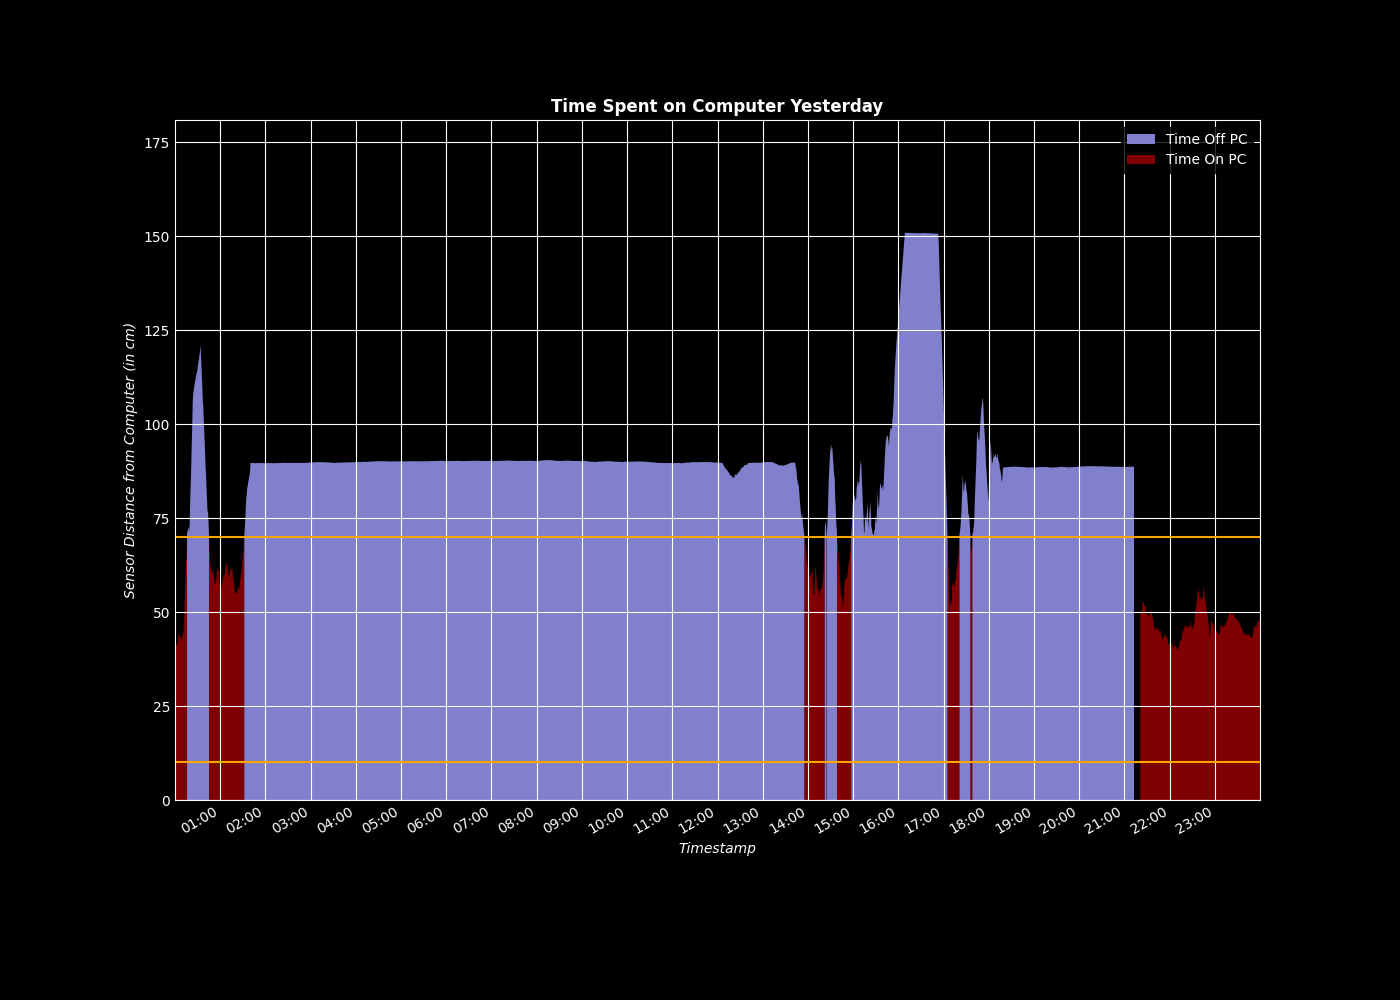 Time Spent on Computer Yesterday
Time Off PC
Time On PC
175
150
125
100
75
50
25
0
Sensor Distance from Computer (in cm)
01:00 02:00 03:00 04:00 05:00 06:00 07:00 08:00 09:00 10:00 11:00 12:00 13:00 14:00 15:00 16:00 17:00 18:00 19:00 20:00 21:00 22:00 23:00
Timestamp